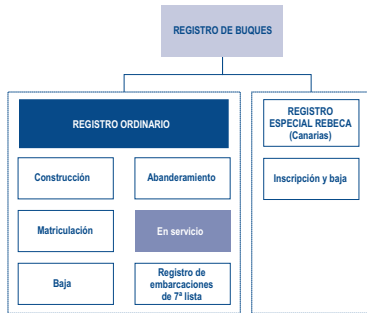 REGISTRO DE BUQUES
REGISTRO ORDINARIO
Construcción
Abanderamiento
Matriculación
En servicio
Baja
Registro de
embarcaciones
de 7ª lista
REGISTRO
ESPECIAL REBECA
(Canarias)
Inscripción y baja